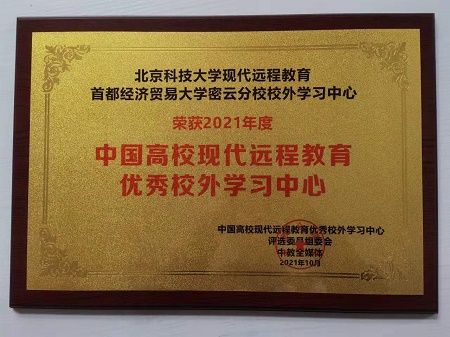 北京科技大学现代远程教育
首都经济贸易大学密云分校校外学习中心
荣获2021年度
中国高校现代远程教育
优秀校外学习中心
中国高校现代远程教育优秀校外学习中心
评选委员组委会
中教全媒体
2021年10月